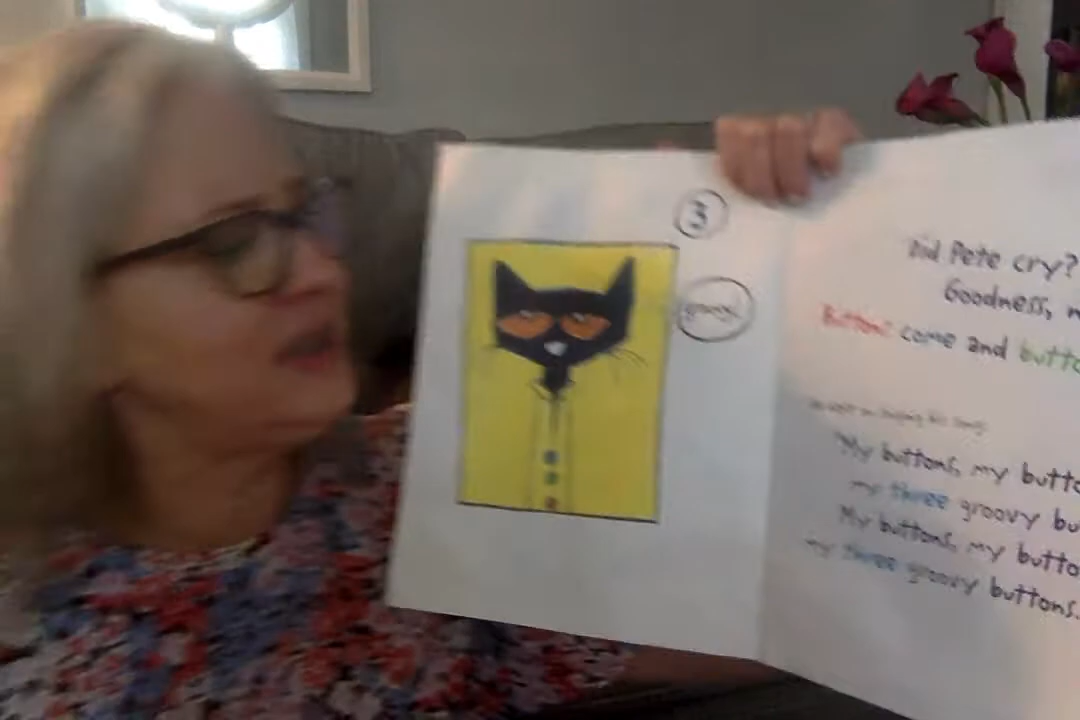 3
Did Pete cry?
Goodness, n
Buttons come and butto
"My buttons, my butto
my three groovy bu
My buttons, my butto
my three groovy buttons.